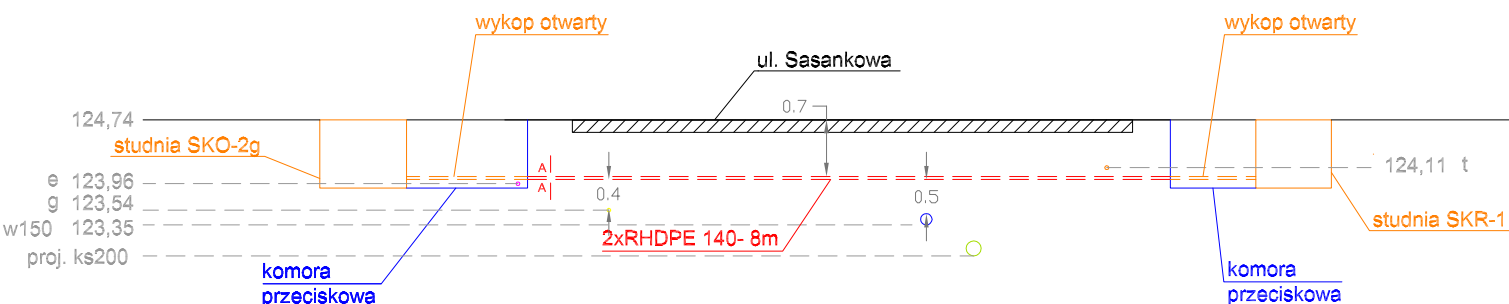 wykop otwarty
wykop otwarty
ul. Sasankowa
0.7
124,74
studnia SKO-2g
A
A
124,11 t
e 123,96
g 123,54
0.4
0.5
w150 123,35
studnia SKR-1
2xRHDPE 140- 8m
proj. ks200
komora
przeciskowa
komora
przeciskowa